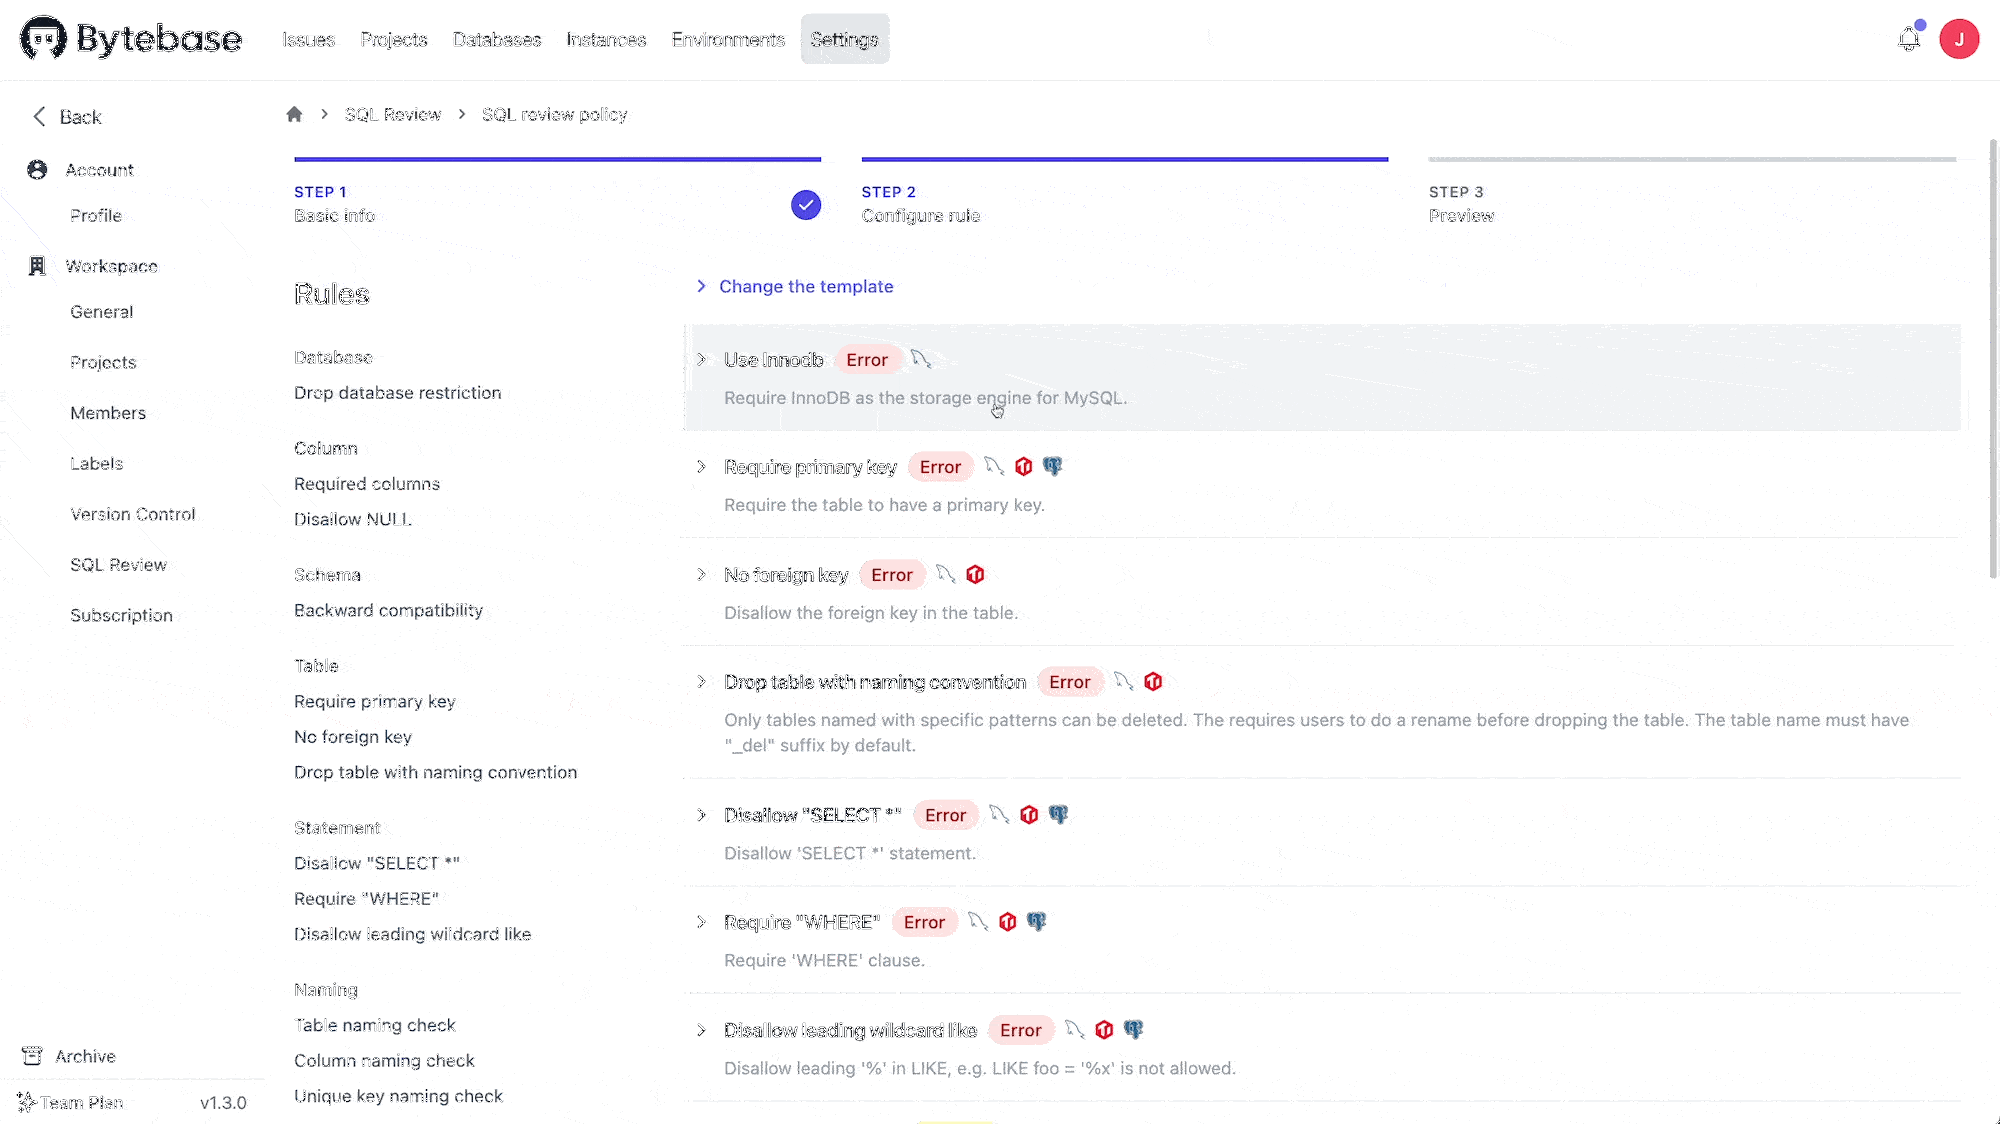 Bytebase
Issues Projects Databases Instances Environments Settings
J
Back
SQL Review SQL review policy
Account
Profile
Workspace
General
Projects
Members
Labels
Version Control
SQL Review
Subscription
Archive
Team Plan v1.3.0
STEP 1
Basic info
STEP 2
Configure rule
STEP 3
Preview
Rules
Database
Drop database restriction
Column
Required columns
Disallow NULL
Schema
Backward compatibility
Table
Require primary key
No foreign key
Drop table with naming convention
Statement
Disallow "SELECT *"
Require "WHERE"
Disallow leading wildcard like
Naming
Table naming check
Column naming check
Unique key naming check
Change the template
Use Innodb Error
Require InnoDB as the storage engine for MySQL.
Require primary key Error
Require the table to have a primary key.
No foreign key Error
Disallow the foreign key in the table.
Drop table with naming convention Error
Only tables named with specific patterns can be deleted. The requires users to do a rename before dropping the table. The table name must have
"_del" suffix by default.
Disallow "SELECT *" Error
Disallow 'SELECT *' statement.
Require "WHERE" Error
Require 'WHERE' clause.
Disallow leading wildcard like Error
Disallow leading '%' in LIKE, e.g. LIKE foo = '%x' is not allowed.